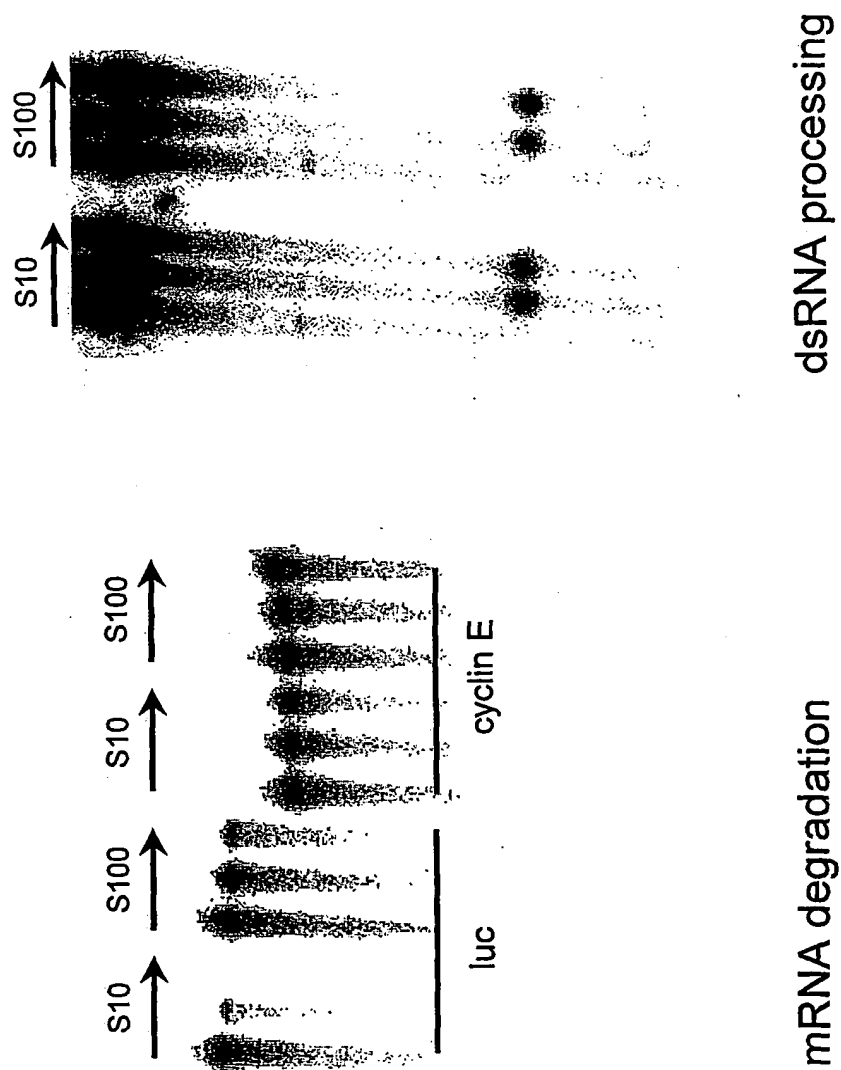 S10 S100 S10 S100
luc cyclin E
mRNA degradation
S10 S100
dsRNA processing